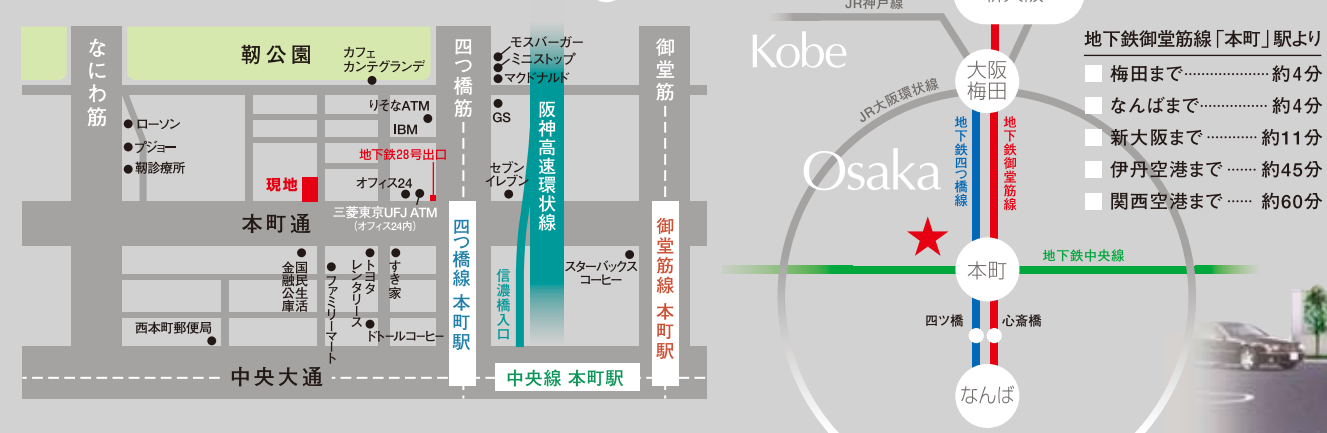 なにわ筋
靭公園
カフェ
カンテグランデ
四つ橋筋
モスバーガー
ミニストップ
マクドナルド
御堂筋
阪神高速環状線
りそなATM
IBM
GS
ローソン
プジョー
靭診療所
地下鉄28号出口
現地
オフィス24
セブン
イレブン
三菱東京UFJ ATM
(オフィス24内)
本町通
四つ橋線 本町駅
御堂筋線 本町駅
信濃橋入口
スターバックス
コーヒー
国民生活
金融公庫
ファミリーマート
トヨタ
レンタリース
すき家
ドトールコーヒー
西本町郵便局
中央大通
中央線 本町駅
JR神戸線
Kobe
大阪
梅田
JR大阪環状線
Osaka
地下鉄四つ橋線
地下鉄御堂筋線
本町
地下鉄中央線
四ツ橋
心斎橋
なんば
地下鉄御堂筋線「本町」駅より
梅田まで………………約4分
なんばまで……………約4分
新大阪まで…………約11分
伊丹空港まで……約45分
関西空港まで……約60分